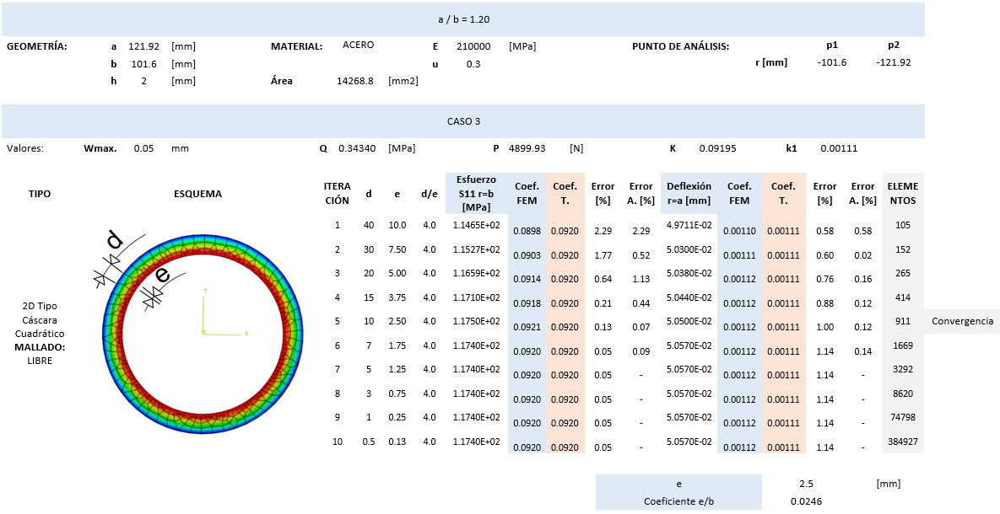 a / b = 1.20
GEOMETRÍA: a 121.92 [mm] MATERIAL: ACERO E 210000 [MPa] PUNTO DE ANÁLISIS: p1 p2
b 101.6 [mm] u 0.3 r [mm] -101.6 -121.92
h 2 [mm] Área 14268.8 [mm2]
CASO 3
Valores: Wmax. 0.05 mm Q 0.34340 [MPa] P 4899.93 [N] K 0.09195 k1 0.00111
TIPO ESQUEMA ITERA CIÓN d e d/e Esfuerzo S11 r=b [MPa] Coef. FEM Coef. T. Error [%] Error A. [%] Deflexión r=a [mm] Coef. FEM Coef. T. Error [%] Error A. [%] ELEME NTOS
1 40 10.0 4.0 1.1465E+02 0.0898 0.0920 2.29 2.29 4.9711E-02 0.00110 0.00111 0.58 0.58 105
2 30 7.50 4.0 1.1527E+02 0.0903 0.0920 1.77 0.52 5.0300E-02 0.00111 0.00111 0.60 0.02 152
3 20 5.00 4.0 1.1659E+02 0.0914 0.0920 0.64 1.13 5.0380E-02 0.00112 0.00111 0.76 0.16 265
4 15 3.75 4.0 1.1710E+02 0.0918 0.0920 0.21 0.44 5.0440E-02 0.00112 0.00111 0.88 0.12 414
5 10 2.50 4.0 1.1750E+02 0.0921 0.0920 0.13 0.07 5.0500E-02 0.00112 0.00111 1.00 0.12 911 Convergencia
6 7 1.75 4.0 1.1740E+02 0.0920 0.0920 0.05 0.09 5.0570E-02 0.00112 0.00111 1.14 0.14 1669
7 5 1.25 4.0 1.1740E+02 0.0920 0.0920 0.05 - 5.0570E-02 0.00112 0.00111 1.14 - 3292
8 3 0.75 4.0 1.1740E+02 0.0920 0.0920 0.05 - 5.0570E-02 0.00112 0.00111 1.14 - 8620
9 1 0.25 4.0 1.1740E+02 0.0920 0.0920 0.05 - 5.0570E-02 0.00112 0.00111 1.14 - 74798
10 0.5 0.13 4.0 1.1740E+02 0.0920 0.0920 0.05 - 5.0570E-02 0.00112 0.00111 1.14 - 384927
2D Tipo
Cáscara
Cuadrático
MALLADO:
LIBRE
d
e
T
R
e 2.5 [mm]
Coeficiente e/b 0.0246